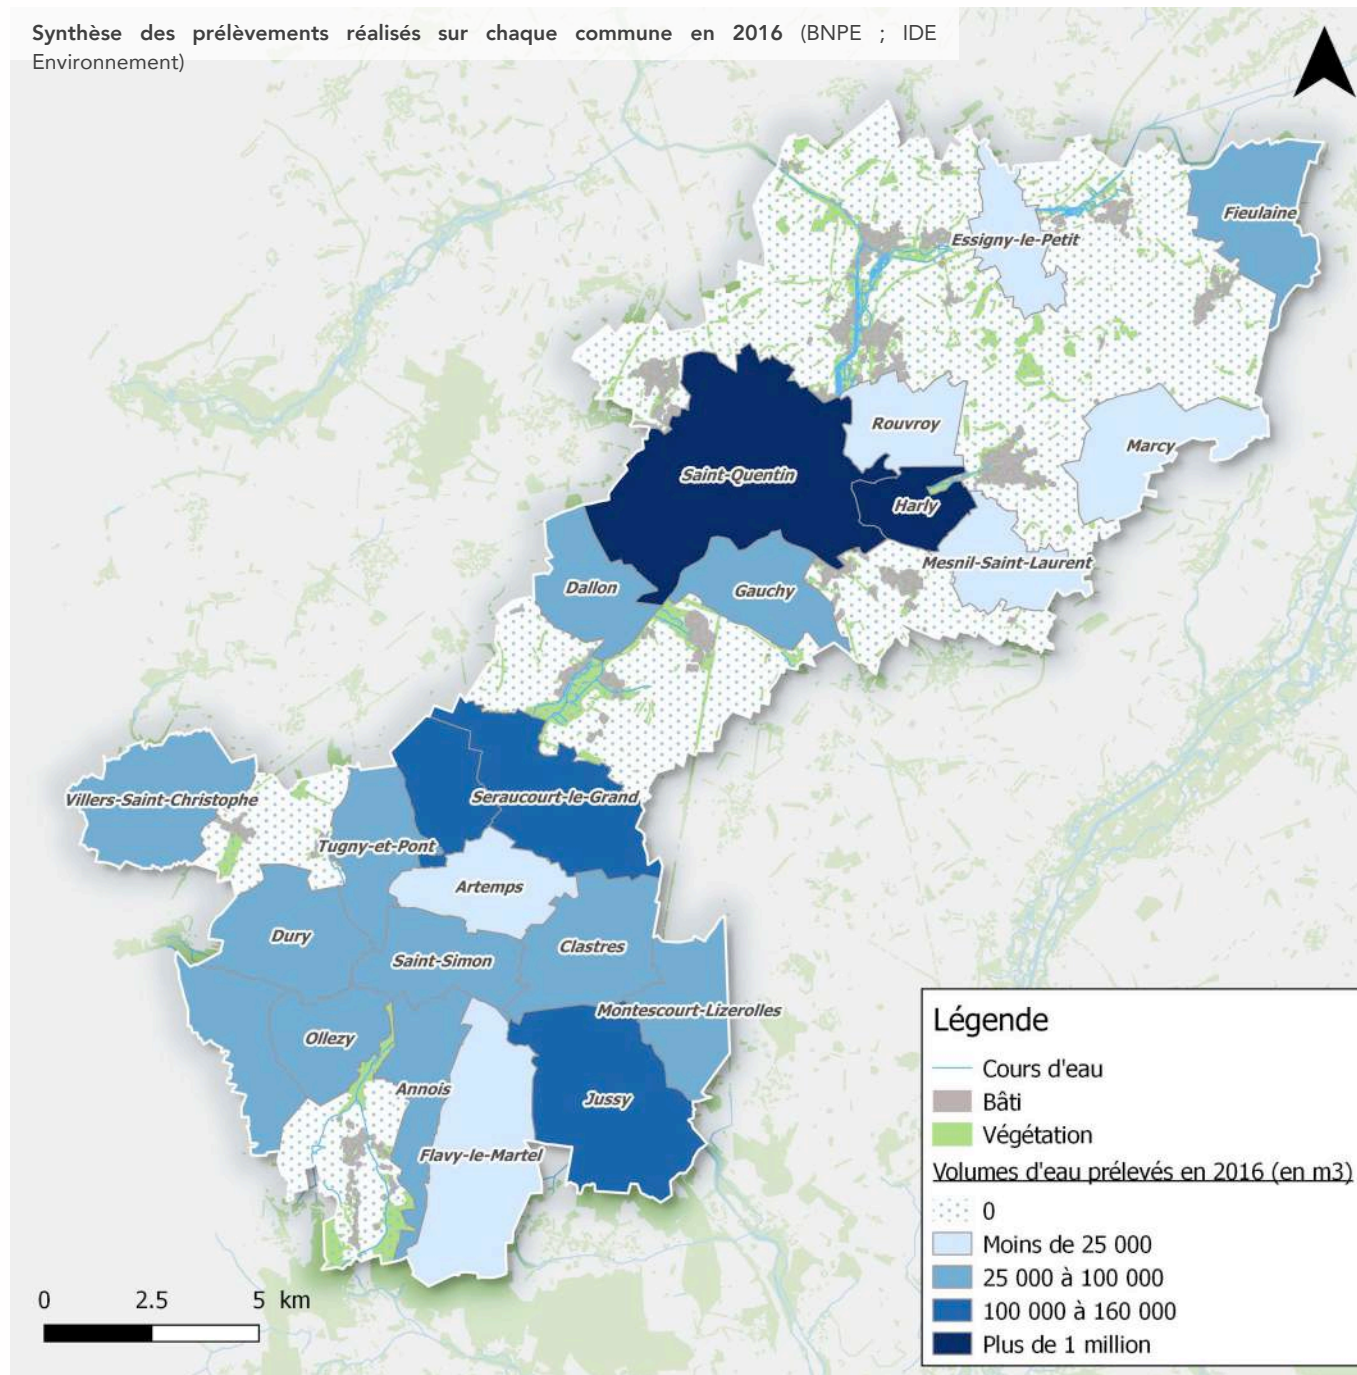 Synthèse des prélèvements réalisés sur chaque commune en 2016 (BNPE ; IDE
Environnement)
Fieulaine
Essigny-le-Petit
Rouvroy
Marcy
Saint-Quentin
Harly
Mesnil-Saint-Laurent
Dallon
Gauchy
Villers-Saint-Christophe
Seraucourt-le-Grand
Tugny-et-Pont
Artemps
Dury
Saint-Simon
Clastres
Montescourt-Lizerolles
Ollezy
Annois
Jussy
Flavy-le-Martel
Légende
Cours d'eau
Bâti
Végétation
Volumes d'eau prélevés en 2016 (en m3)
0
Moins de 25 000
25 000 à 100 000
100 000 à 160 000
Plus de 1 million
0 2.5 5 km